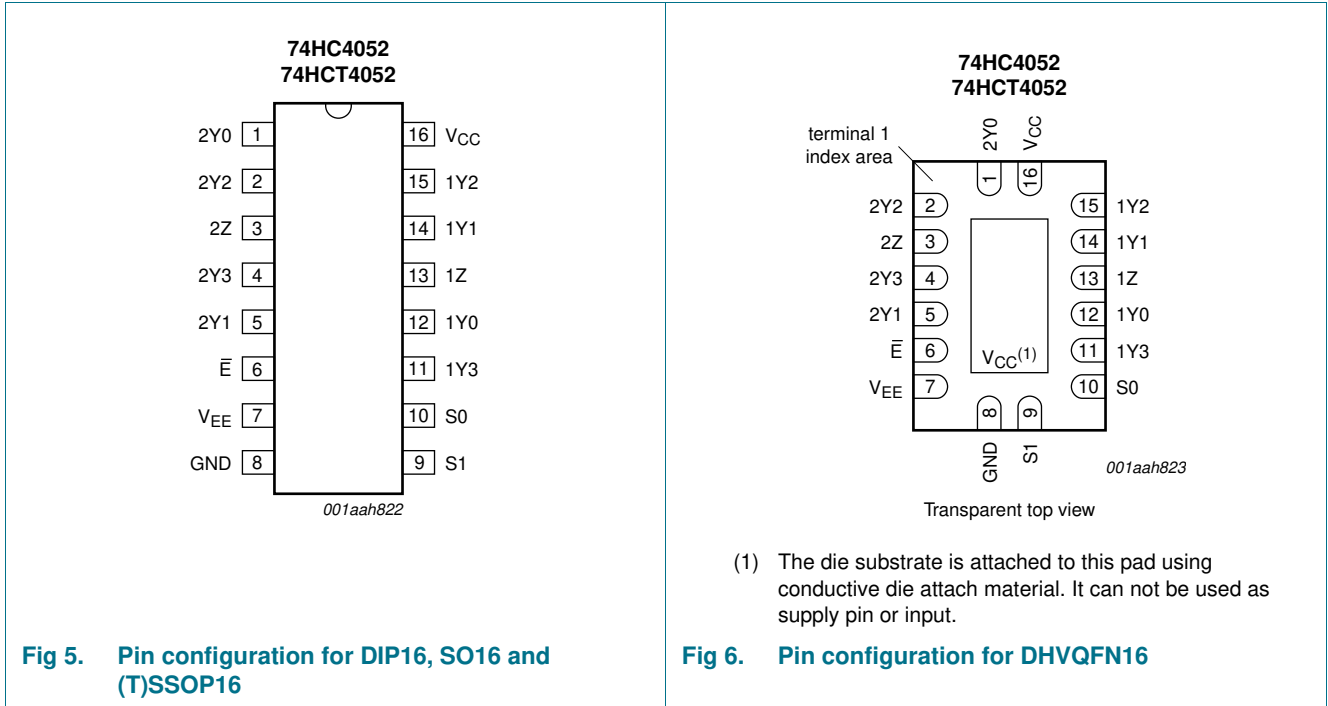 74HC4052
74HCT4052
2Y0 1
16 VCC
2Y2 2
15 1Y2
2Z 3
14 1Y1
2Y3 4
13 1Z
2Y1 5
12 1Y0
E̅ 6
11 1Y3
VEE 7
10 S0
GND 8
9 S1
001aah822
Fig 5. Pin configuration for DIP16, SO16 and
(T)SSOP16
74HC4052
74HCT4052
terminal 1
index area
2Y0
VCC
1
16
2Y2 2
15 1Y2
2Z 3
14 1Y1
2Y3 4
13 1Z
2Y1 5
12 1Y0
E̅ 6
VCC(1)
11 1Y3
VEE 7
10 S0
8
9
GND
S1
001aah823
Transparent top view
(1) The die substrate is attached to this pad using
conductive die attach material. It can not be used as
supply pin or input.
Fig 6. Pin configuration for DHVQFN16